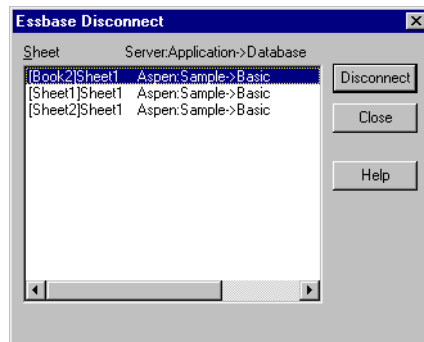 Essbase Disconnect
Sheet Server:Application->Database
[Book2]Sheet1 Aspen:Sample->Basic
[Sheet1]Sheet1 Aspen:Sample->Basic
[Sheet2]Sheet1 Aspen:Sample->Basic
Disconnect
Close
Help